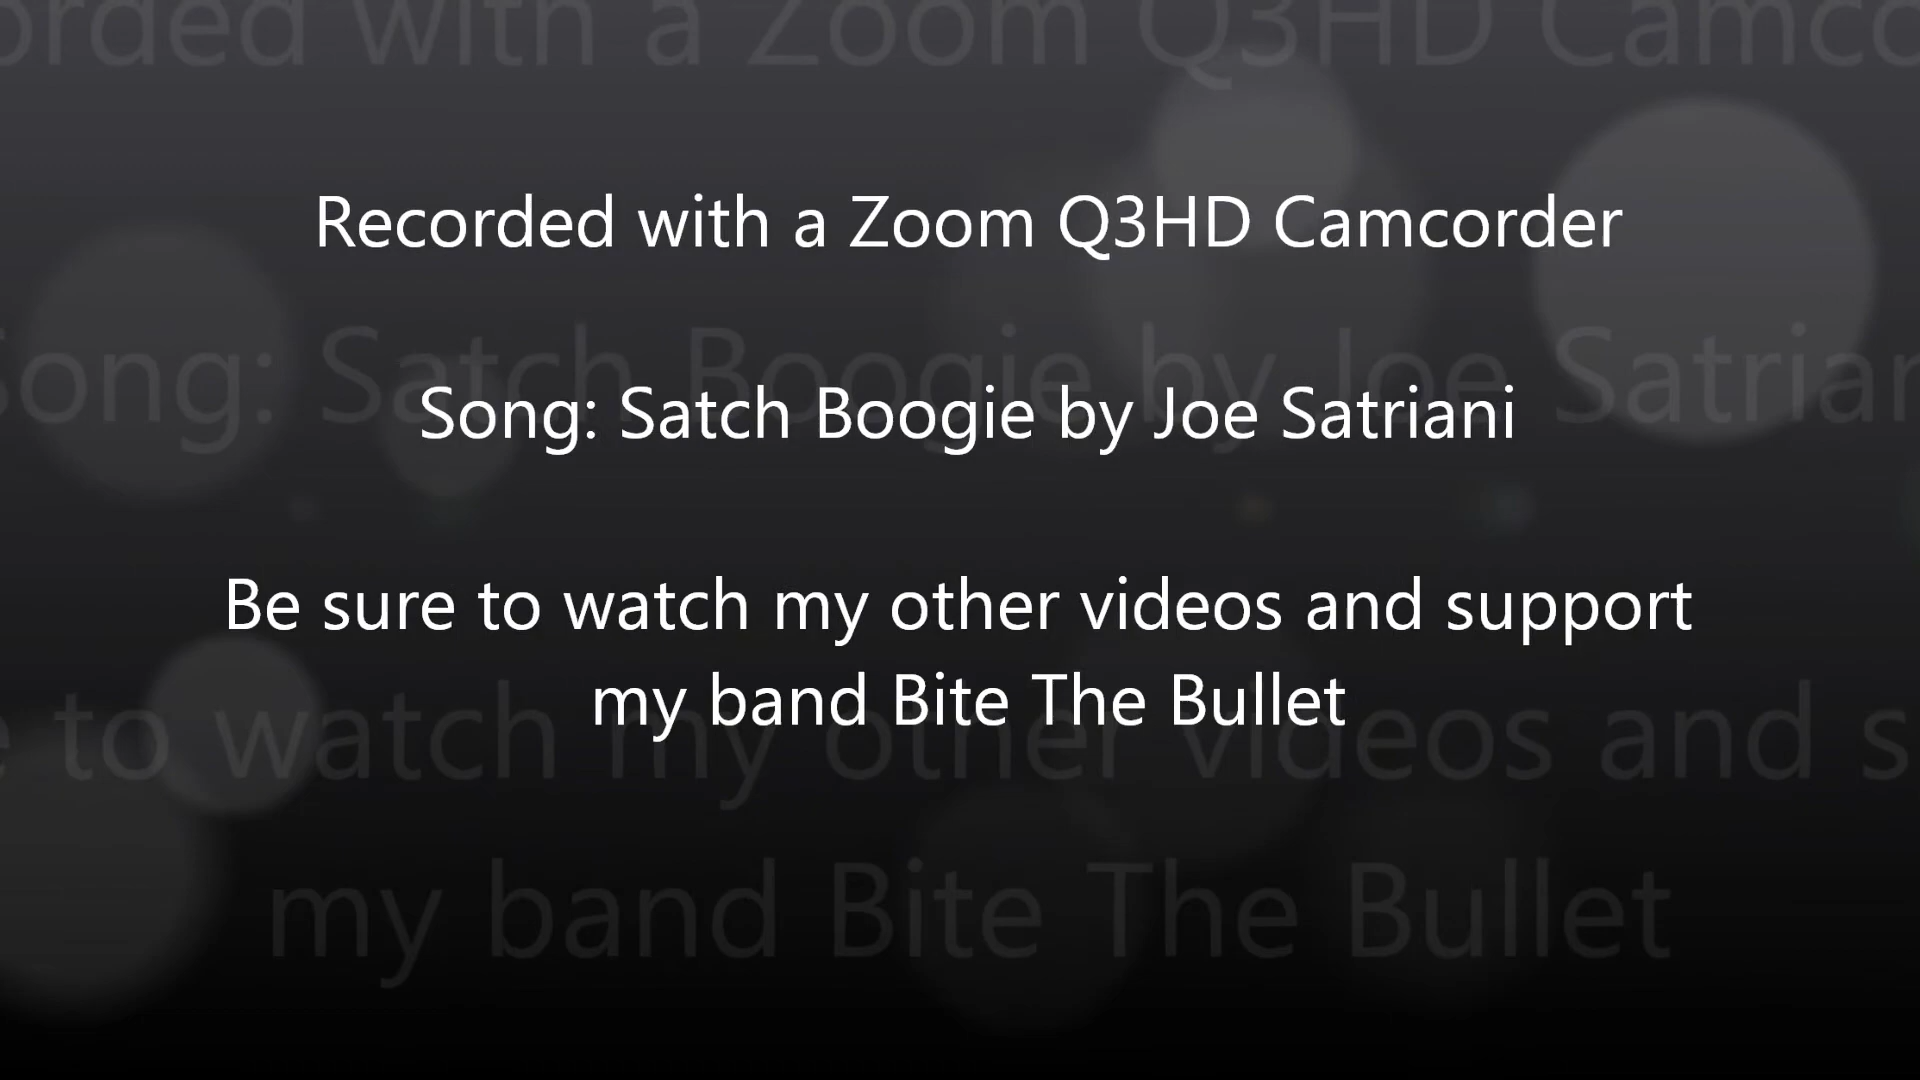 Recorded with a Zoom Q3HD Camcorder
Song: Satch Boogie by Joe Satriani
Be sure to watch my other videos and support
my band Bite The Bullet